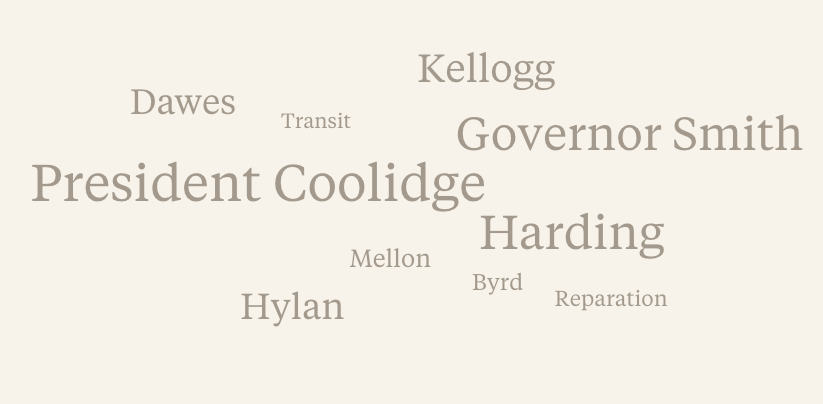 Kellogg
Dawes
Transit
Governor Smith
President Coolidge
Harding
Mellon
Byrd
Reparation
Hylan